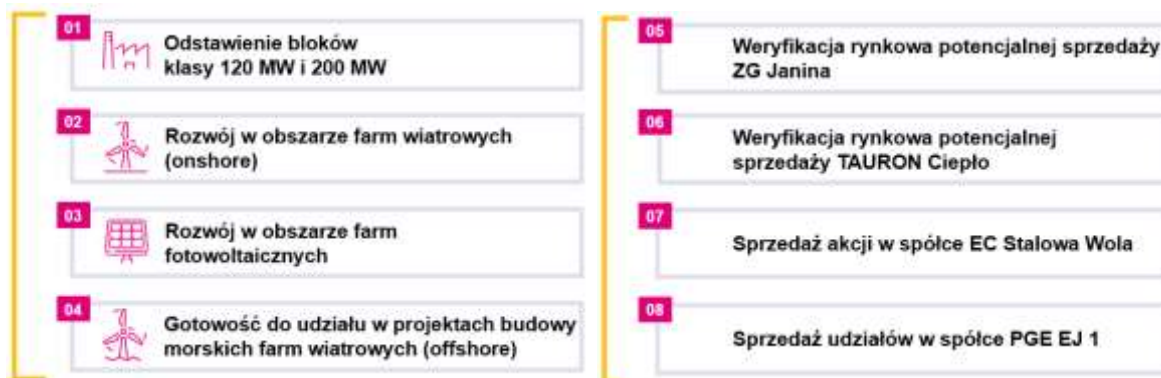 01
Odstawienie bloków
klasy 120 MW i 200 MW
02
Rozwój w obszarze farm wiatrowych
(onshore)
03
Rozwój w obszarze farm
fotowoltaicznych
04
Gotowość do udziału w projektach budowy
morskich farm wiatrowych (offshore)
05
Weryfikacja rynkowa potencjalnej sprzedaży
ZG Janina
06
Weryfikacja rynkowa potencjalnej
sprzedaży TAURON Ciepło
07
Sprzedaż akcji w spółce EC Stalowa Wola
08
Sprzedaż udziałów w spółce PGE EJ 1